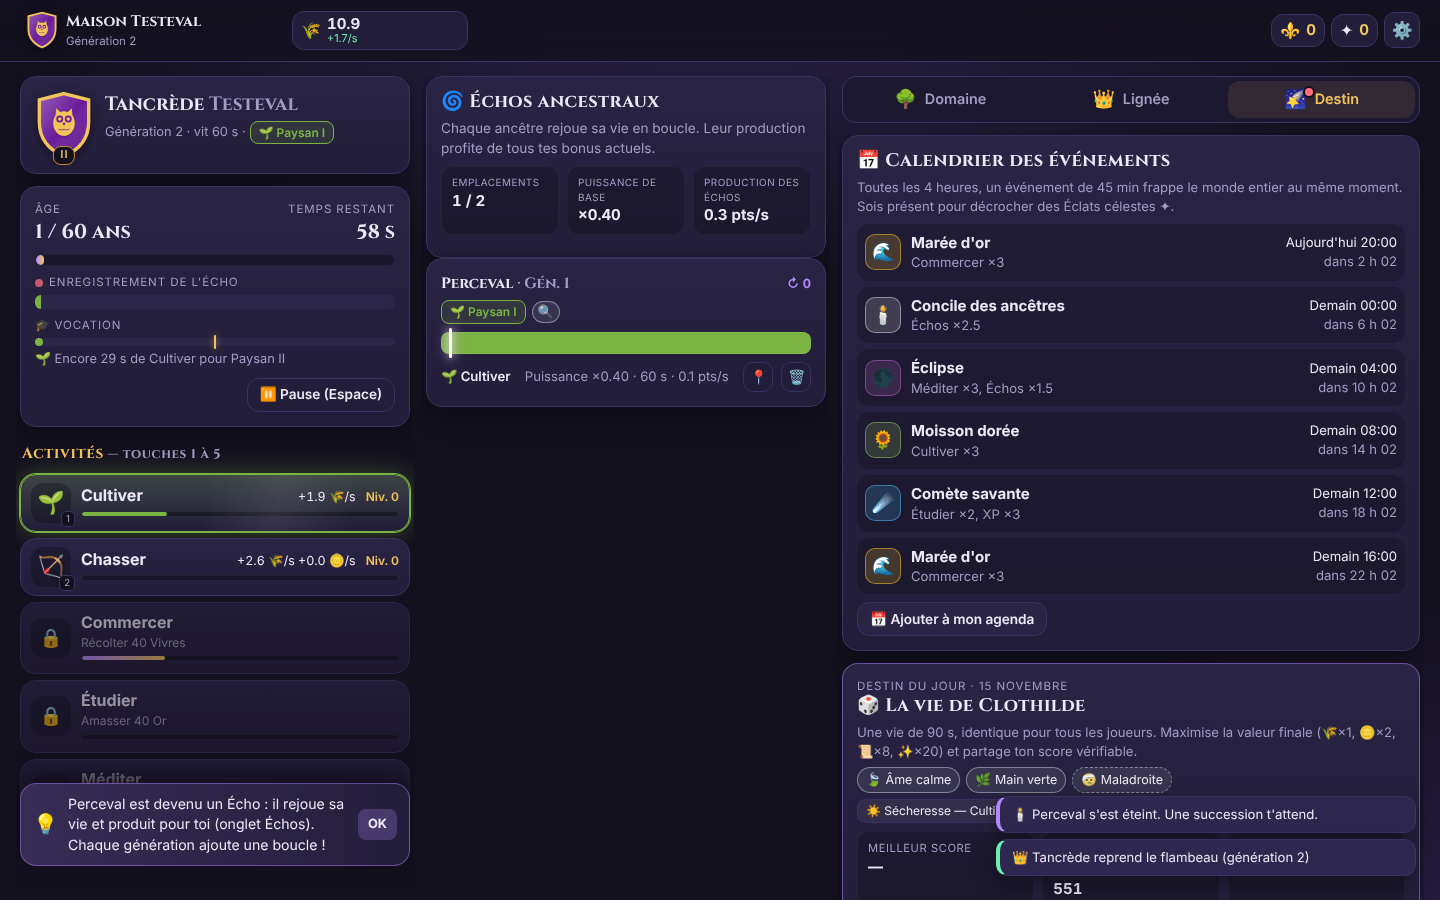 Maison Testeval
Génération 2
10.9
+1.7/s
0
0
Tancrède Testeval
Génération 2 · vit 60 s · Paysan I
II
ÂGE
TEMPS RESTANT
1 / 60 ans
58 s
ENREGISTREMENT DE L'ÉCHO
VOCATION
Encore 29 s de Cultiver pour Paysan II
Pause (Espace)
Activités — touches 1 à 5
Cultiver
+1.9 /s Niv. 0
1
Chasser
+2.6 /s +0.0 /s Niv. 0
2
Commercer
Récolter 40 Vivres
Étudier
Amasser 40 Or
Méditer
Perceval est devenu un Écho : il rejoue sa
vie et produit pour toi (onglet Échos).
Chaque génération ajoute une boucle !
OK
Échos ancestraux
Chaque ancêtre rejoue sa vie en boucle. Leur production
profite de tous tes bonus actuels.
EMPLACEMENTS
1 / 2
PUISSANCE DE
BASE
×0.40
PRODUCTION DES
ÉCHOS
0.3 pts/s
Perceval · Gén. 1
0
Paysan I
Cultiver
Puissance ×0.40 · 60 s · 0.1 pts/s
Domaine
Lignée
Destin
Calendrier des événements
Toutes les 4 heures, un événement de 45 min frappe le monde entier au même moment.
Sois présent pour décrocher des Éclats célestes ✦.
Marée d'or
Commercer ×3
Aujourd'hui 20:00
dans 2 h 02
Concile des ancêtres
Échos ×2.5
Demain 00:00
dans 6 h 02
Éclipse
Méditer ×3, Échos ×1.5
Demain 04:00
dans 10 h 02
Moisson dorée
Cultiver ×3
Demain 08:00
dans 14 h 02
Comète savante
Étudier ×2, XP ×3
Demain 12:00
dans 18 h 02
Marée d'or
Commercer ×3
Demain 16:00
dans 22 h 02
Ajouter à mon agenda
DESTIN DU JOUR · 15 NOVEMBRE
La vie de Clothilde
Une vie de 90 s, identique pour tous les joueurs. Maximise la valeur finale (×1, ×2,
×8, ×20) et partage ton score vérifiable.
Âme calme
Main verte
Maladroite
Sécheresse — Culti
Perceval s'est éteint. Une succession t'attend.
Tancrède reprend le flambeau (génération 2)
MEILLEUR SCORE
—
551